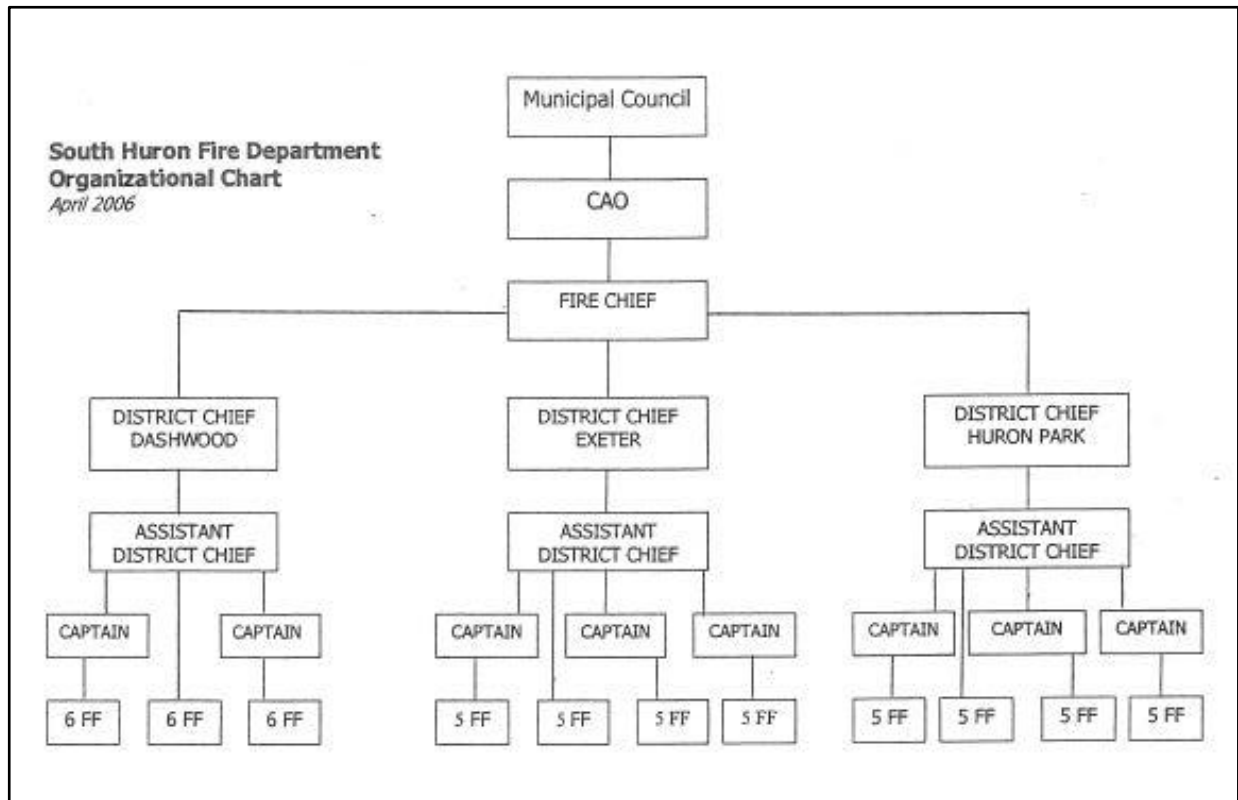 Municipal Council
South Huron Fire Department
Organizational Chart
April 2006
CAO
FIRE CHIEF
DISTRICT CHIEF
DASHWOOD
DISTRICT CHIEF
EXETER
DISTRICT CHIEF
HURON PARK
ASSISTANT
DISTRICT CHIEF
ASSISTANT
DISTRICT CHIEF
ASSISTANT
DISTRICT CHIEF
CAPTAIN
CAPTAIN
CAPTAIN
CAPTAIN
CAPTAIN
CAPTAIN
CAPTAIN
CAPTAIN
6 FF
6 FF
6 FF
5 FF
5 FF
5 FF
5 FF
5 FF
5 FF
5 FF
5 FF